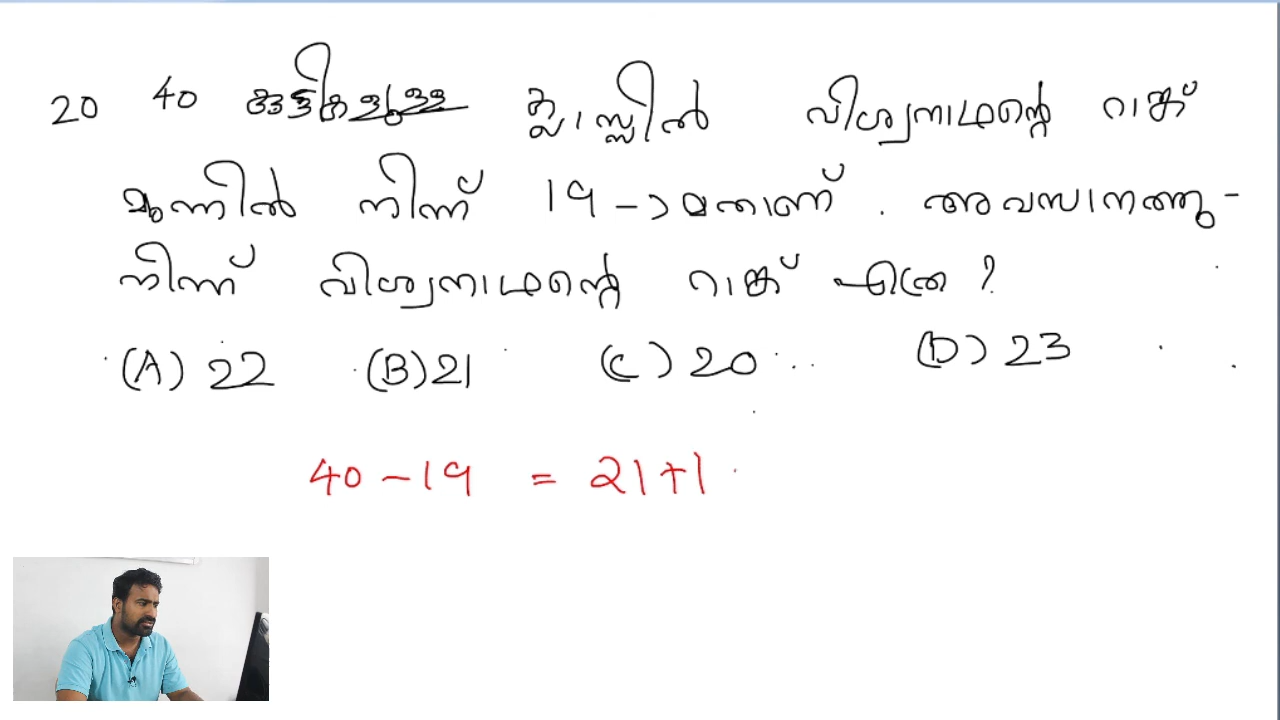 20 40 കുട്ടികളുള്ള ക്ലാസ്സിൽ വിശ്വനാഥന്റെ റാങ്ക്
മുന്നിൽ നിന്ന് 19-ാമതാണ്. അവസാനത്തു-
നിന്ന് വിശ്വനാഥന്റെ റാങ്ക് എത്ര?
(A) 22 (B) 21 (C) 20 (D) 23
40 - 19 = 21+1